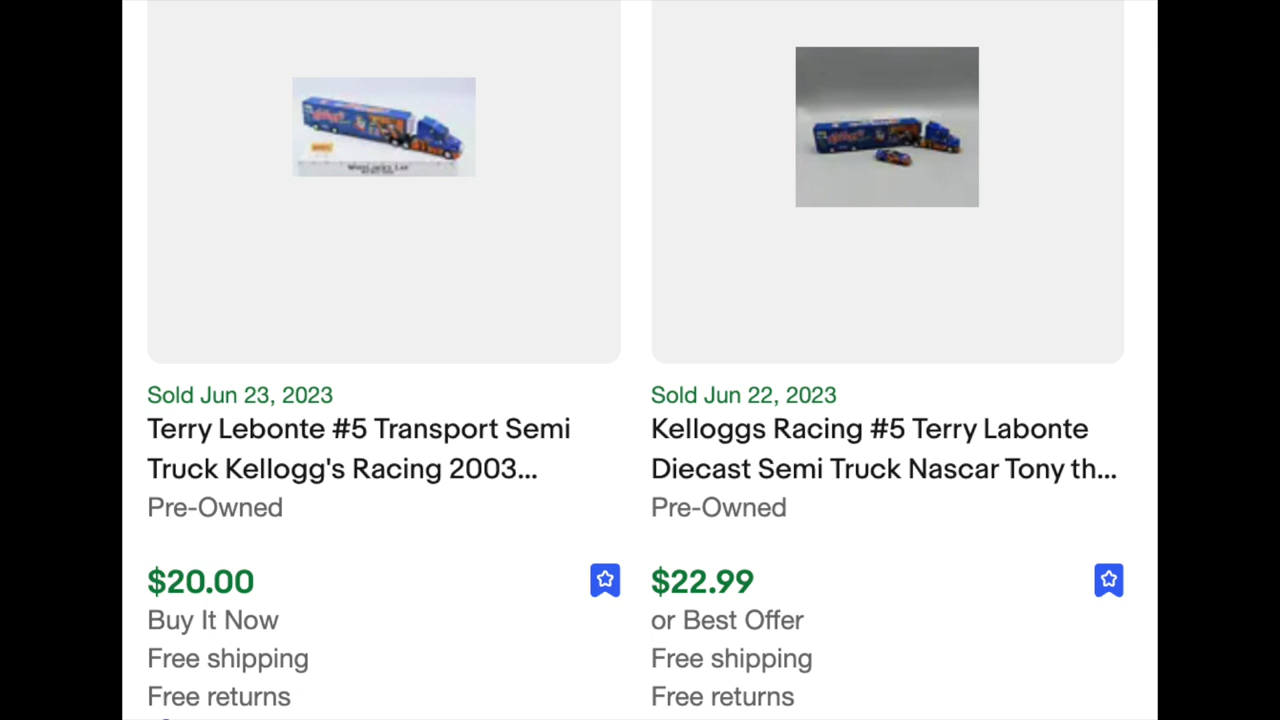 Kellogg's
Sold Jun 23, 2023
Terry Lebonte #5 Transport Semi
Truck Kellogg's Racing 2003...
Pre-Owned
$20.00
Buy It Now
Free shipping
Free returns
Sold Jun 22, 2023
Kelloggs Racing #5 Terry Labonte
Diecast Semi Truck Nascar Tony th...
Pre-Owned
$22.99
or Best Offer
Free shipping
Free returns